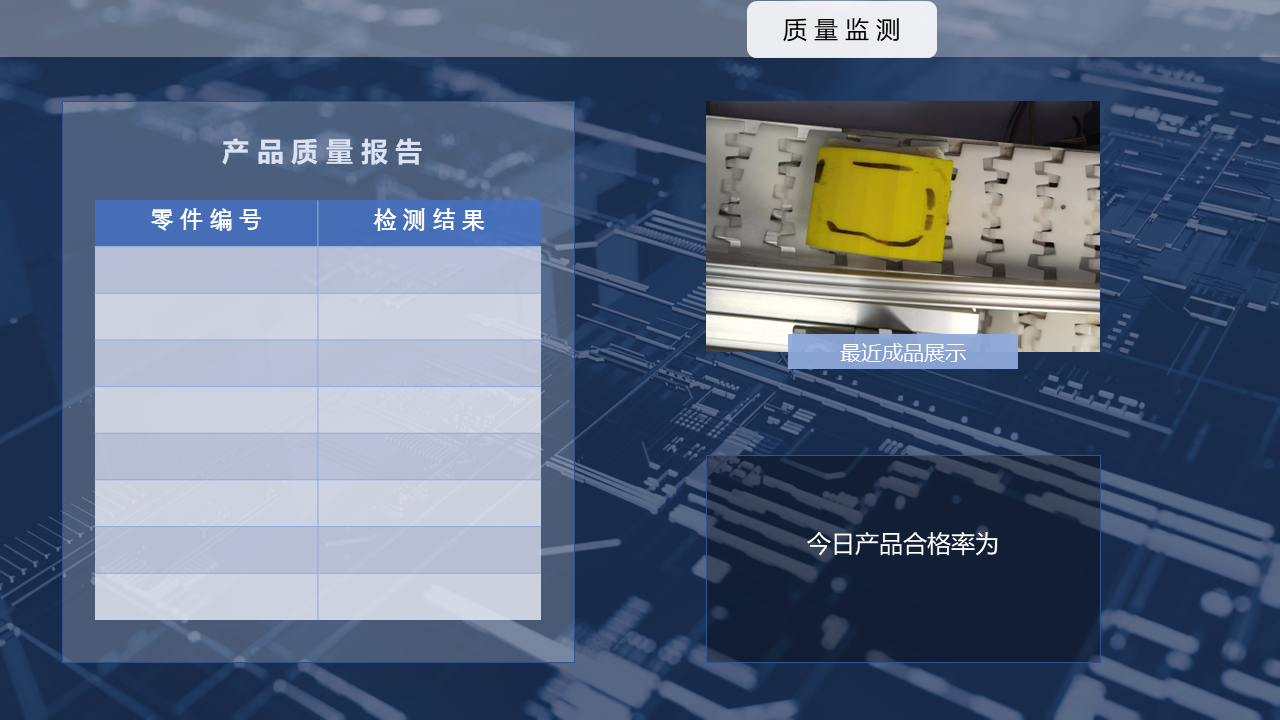 质量监测
产品质量报告
零件编号 检测结果
最近成品展示
今日产品合格率为